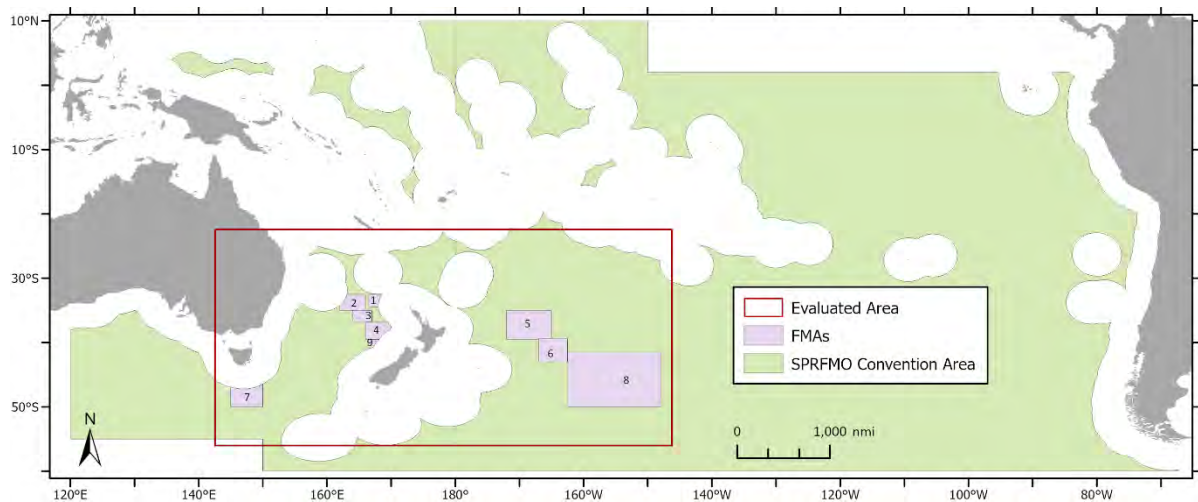 10°N
10°S
30°S
50°S
1
2
3
4
9
5
6
7
8
Evaluated Area
FMAs
SPRFMO Convention Area
N
0 1,000 nmi
120°E 140°E 160°E 180° 160°W 140°W 120°W 100°W 80°W